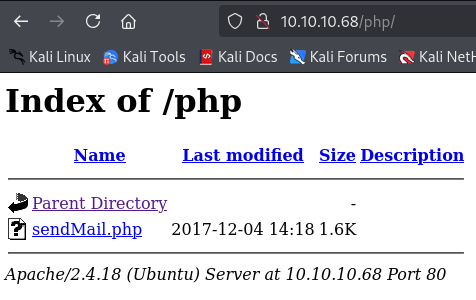 10.10.10.68/php/
Kali Linux Kali Tools Kali Docs Kali Forums Kali NetH
Index of /php
Name Last modified Size Description
Parent Directory -
sendMail.php 2017-12-04 14:18 1.6K
Apache/2.4.18 (Ubuntu) Server at 10.10.10.68 Port 80